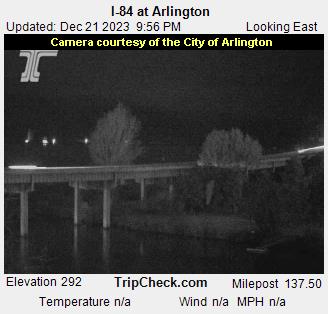 I-84 at Arlington
Updated: Dec 21 2023 9:56 PM Looking East
Camera courtesy of the City of Arlington
Elevation 292 TripCheck.com Milepost 137.50
Temperature n/a Wind n/a MPH n/a